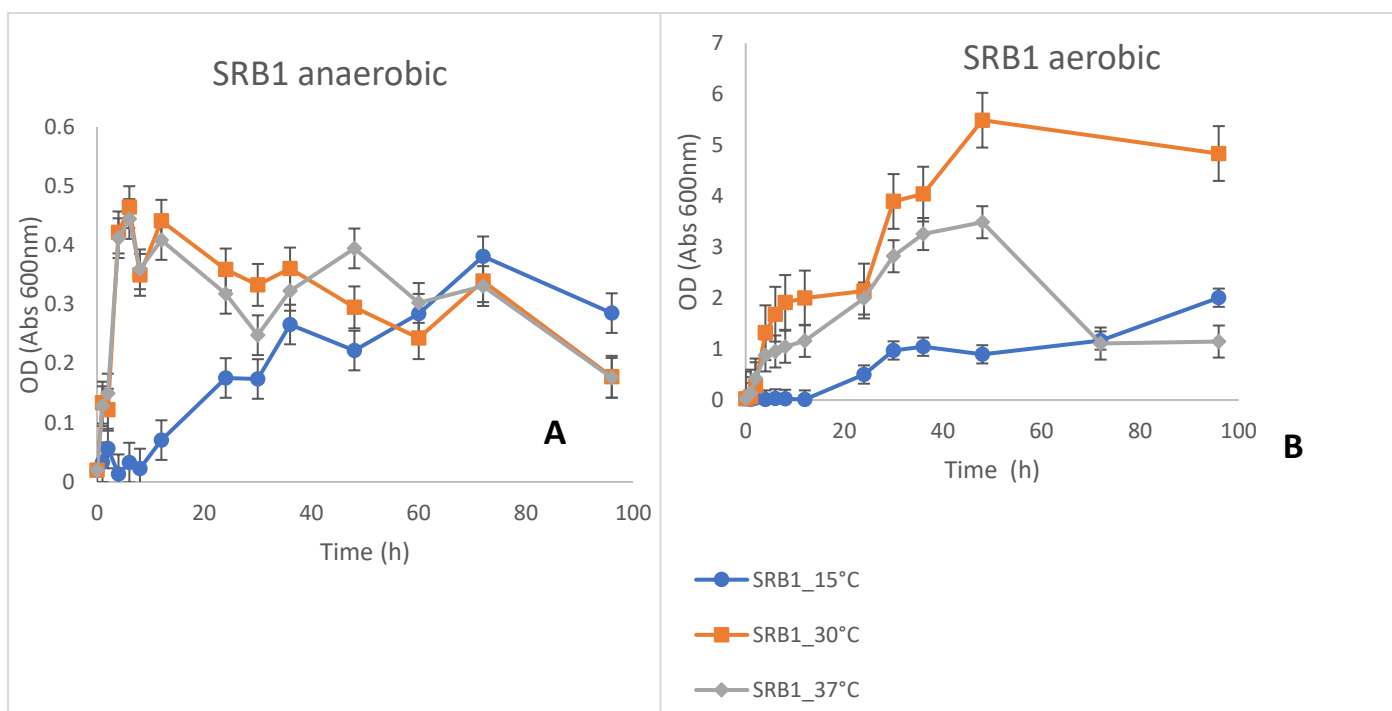 SRB1 anaerobic
OD (Abs 600nm)
0.6
0.5
0.4
0.3
0.2
0.1
0
0 20 40 60 80 100
Time (h)
A
SRB1 aerobic
OD (Abs 600nm)
7
6
5
4
3
2
1
0
0 20 40 60 80 100
Time (h)
B
SRB1_15°C
SRB1_30°C
SRB1_37°C